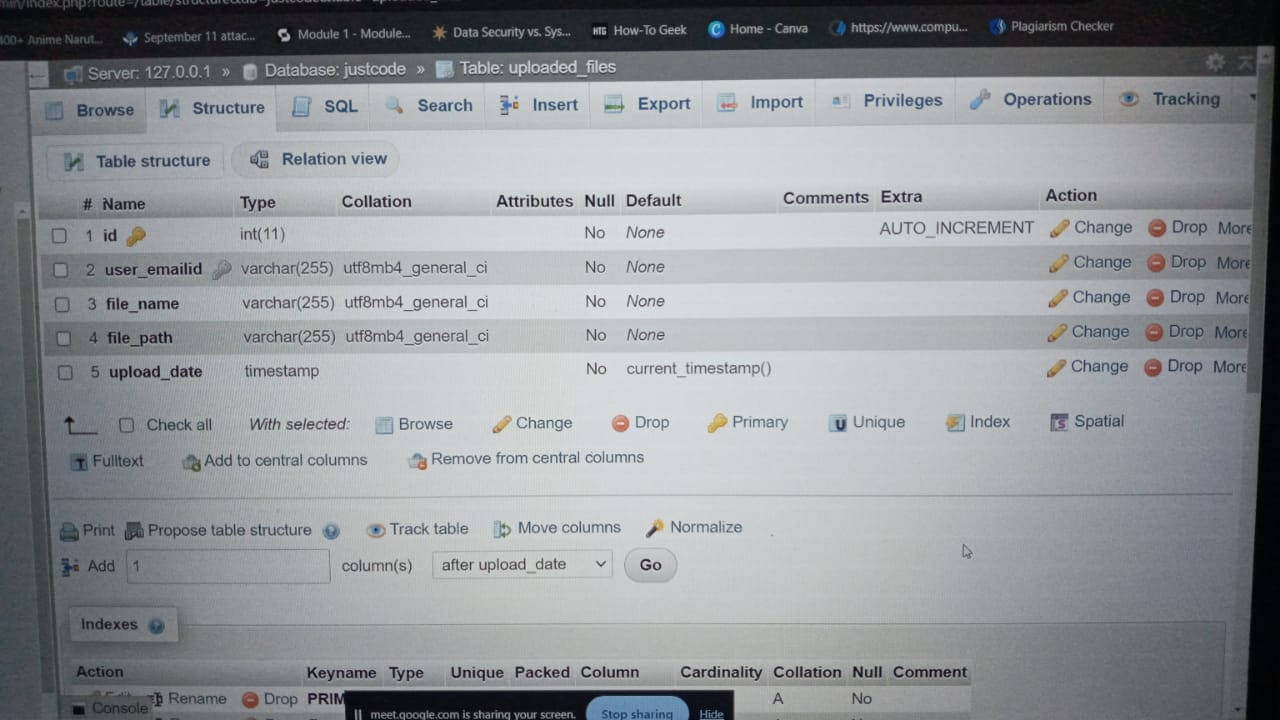 min/index.php?route=/table/structure
400+ Anime Narut... September 11 attac... Module 1 - Module... Data Security vs. Sys... HTG How-To Geek Home - Canva https://www.compu... Plagiarism Checker
Server: 127.0.0.1 » Database: justcode » Table: uploaded_files
Browse Structure SQL Search Insert Export Import Privileges Operations Tracking
Table structure Relation view
# Name Type Collation Attributes Null Default Comments Extra Action
1 id int(11) No None AUTO_INCREMENT Change Drop More
2 user_emailid varchar(255) utf8mb4_general_ci No None Change Drop More
3 file_name varchar(255) utf8mb4_general_ci No None Change Drop More
4 file_path varchar(255) utf8mb4_general_ci No None Change Drop More
5 upload_date timestamp No current_timestamp() Change Drop More
Check all With selected: Browse Change Drop Primary Unique Index Spatial
Fulltext Add to central columns Remove from central columns
Print Propose table structure Track table Move columns Normalize
Add 1 column(s) after upload_date Go
Indexes
Action Keyname Type Unique Packed Column Cardinality Collation Null Comment
Edit Rename Drop PRIM A No
Console meet.google.com is sharing your screen. Stop sharing Hide